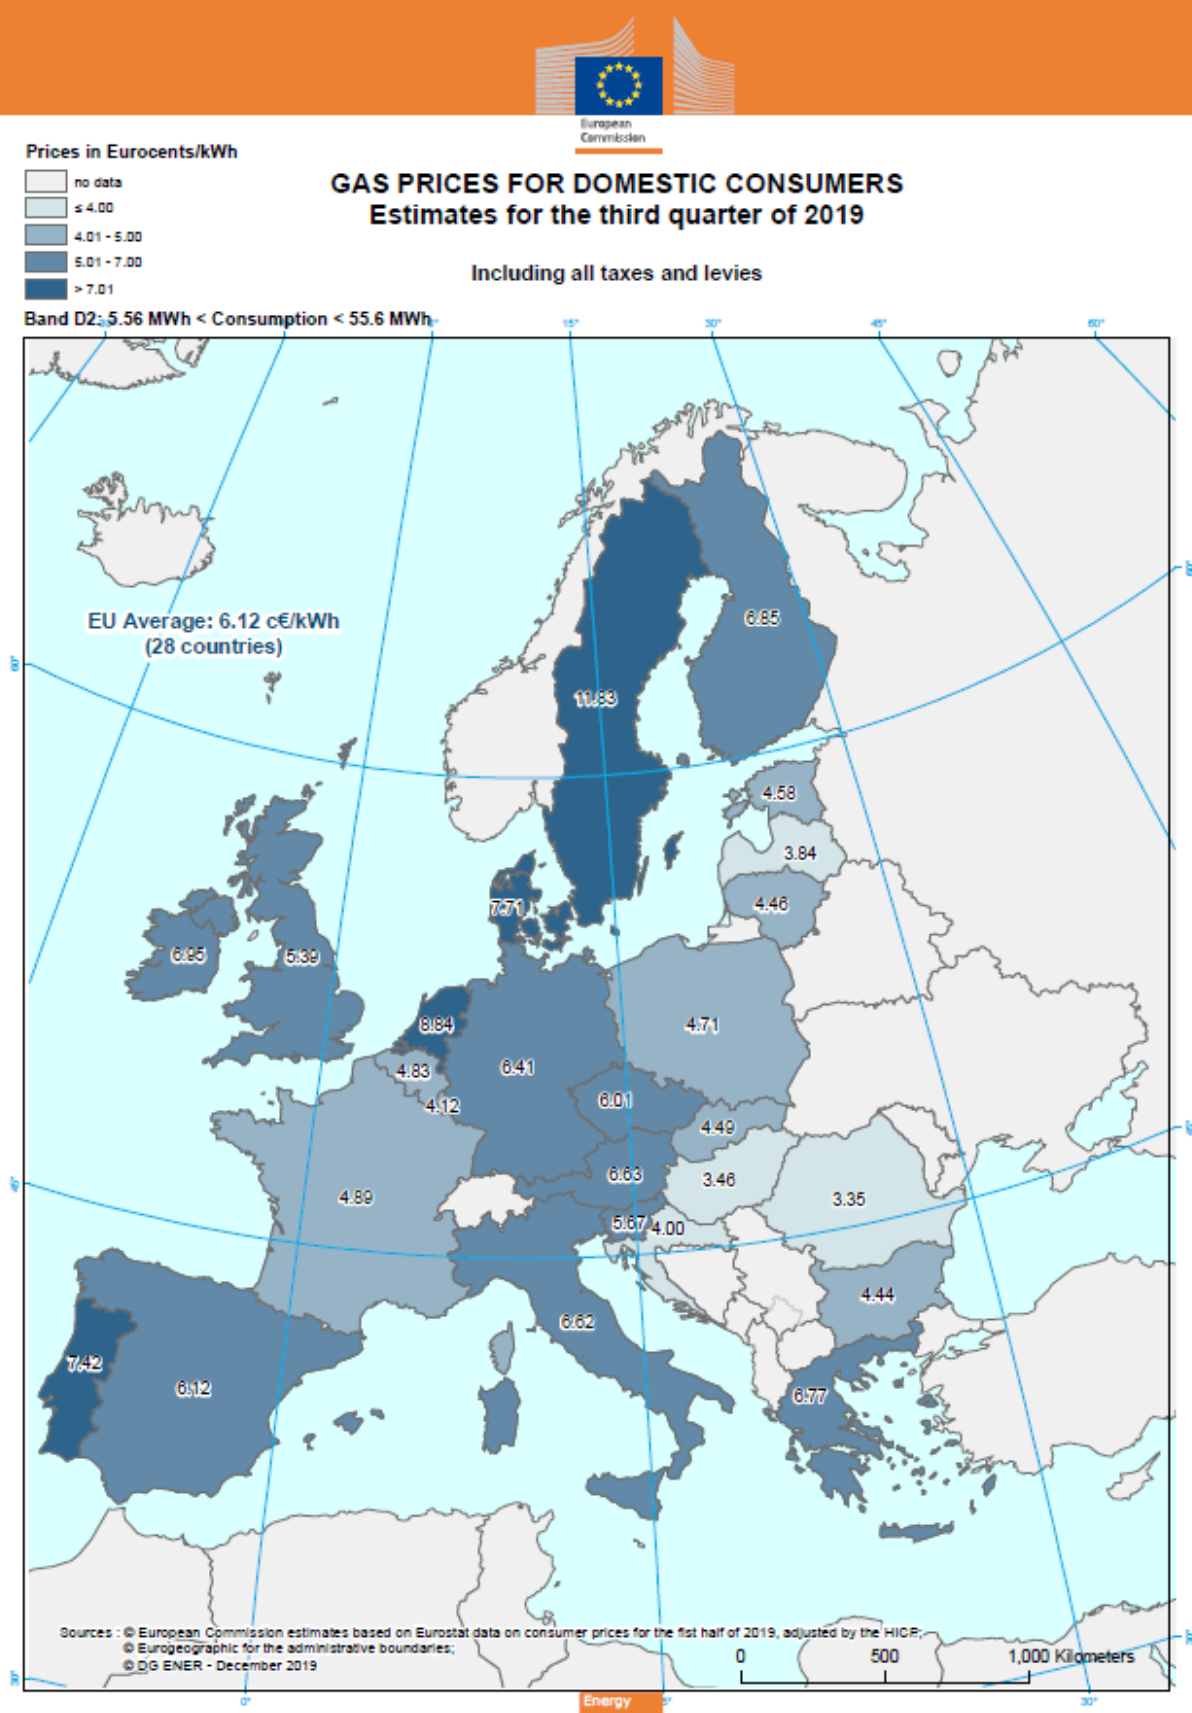 European
Commission
Prices in Eurocents/kWh
no data
≤ 4.00
4.01 - 5.00
5.01 - 7.00
> 7.01
GAS PRICES FOR DOMESTIC CONSUMERS
Estimates for the third quarter of 2019
Including all taxes and levies
Band D2: 5.56 MWh < Consumption < 55.6 MWh
15°
30°
45°
60°
EU Average: 6.12 c€/kWh
(28 countries)
6.85
11.83
4.58
3.84
7.71
4.46
6.95
5.39
8.84
4.71
4.83
6.41
4.12
6.01
4.49
6.63
3.46
4.89
3.35
5.67
4.00
4.44
6.62
7.42
6.12
6.77
Sources : © European Commission estimates based on Eurostat data on consumer prices for the fist half of 2019, adjusted by the HICP;
© Eurogeographic for the administrative boundaries;
© DG ENER - December 2019
0 500 1,000 Kilometers
0°
Energy
30°